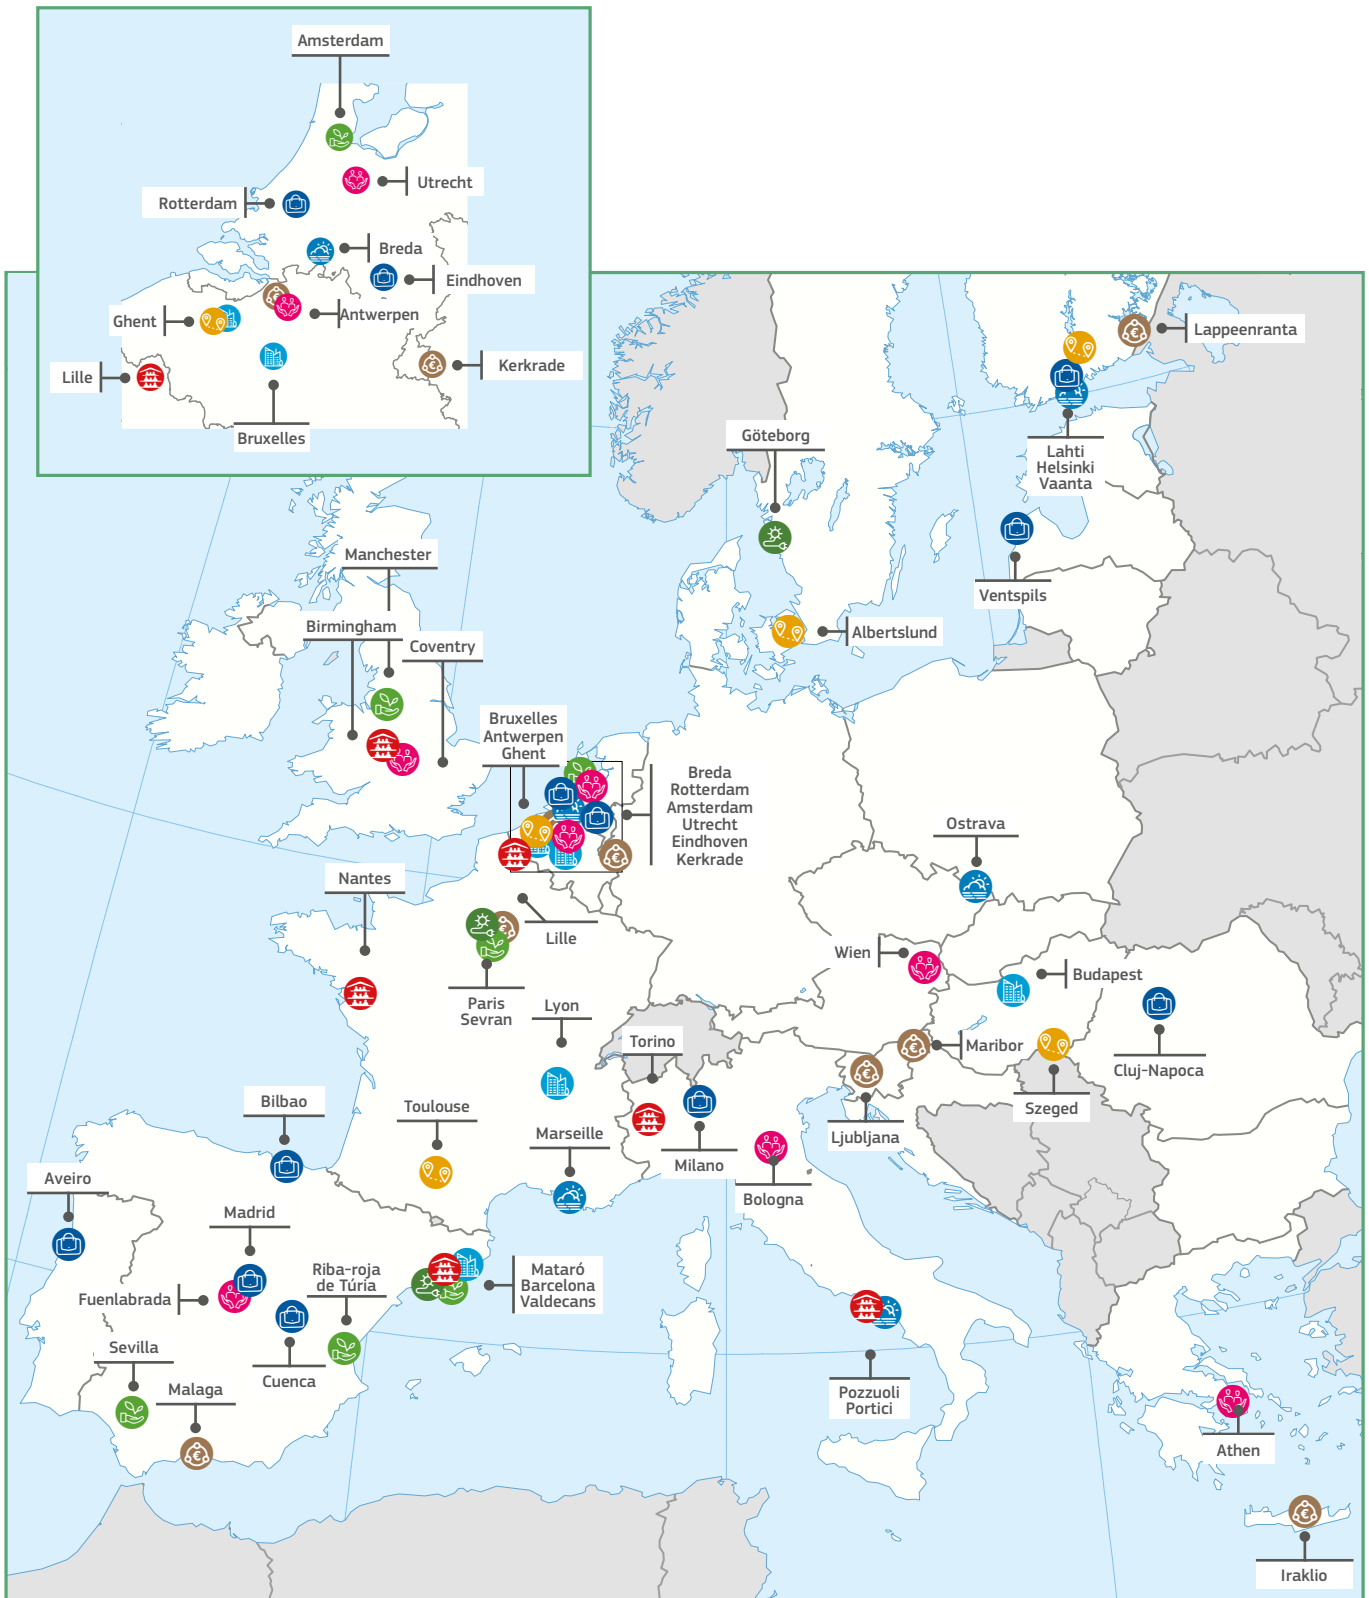 Amsterdam
Utrecht
Rotterdam
Breda
Eindhoven
Antwerpen
Ghent
Kerkrade
Lille
Bruxelles
Lappeenranta
Göteborg
Lahti
Helsinki
Vaanta
Manchester
Ventspils
Birmingham
Albertslund
Coventry
Bruxelles
Antwerpen
Ghent
Breda
Rotterdam
Amsterdam
Utrecht
Eindhoven
Kerkrade
Ostrava
Nantes
Lille
Wien
Budapest
Paris
Sevran
Lyon
Torino
Maribor
Cluj-Napoca
Bilbao
Toulouse
Szeged
Marseille
Ljubljana
Milano
Aveiro
Bologna
Madrid
Riba-roja
de Túria
Mataró
Barcelona
Valdecans
Fuenlabrada
Sevilla
Cuenca
Malaga
Pozzuoli
Portici
Athen
Iraklio